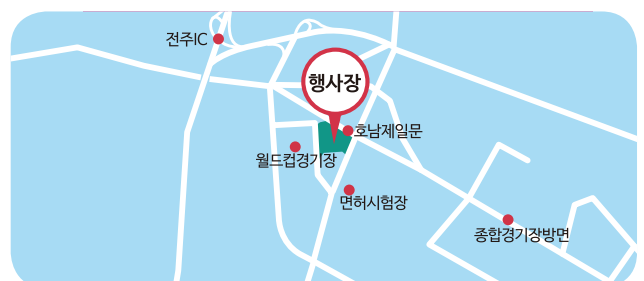 전주IC
행사장
호남제일문
월드컵경기장
면허시험장
종합경기장방면